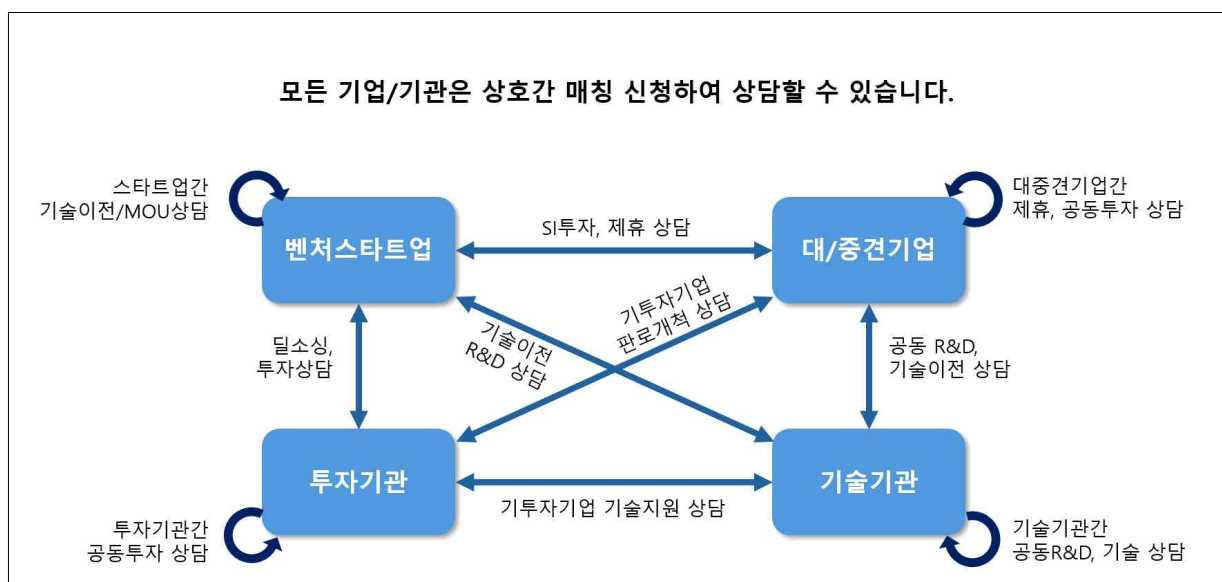 모든 기업/기관은 상호간 매칭 신청하여 상담할 수 있습니다.
스타트업간
기술이전/MOU상담
벤처스타트업
SI투자, 제휴 상담
대/중견기업
대중견기업간
제휴, 공동투자 상담
딜소싱,
투자상담
기술이전
R&D 상담
기투자기업
판로개척 상담
공동 R&D,
기술이전 상담
투자기관
기투자기업 기술지원 상담
기술기관
투자기관간
공동투자 상담
기술기관간
공동R&D, 기술 상담